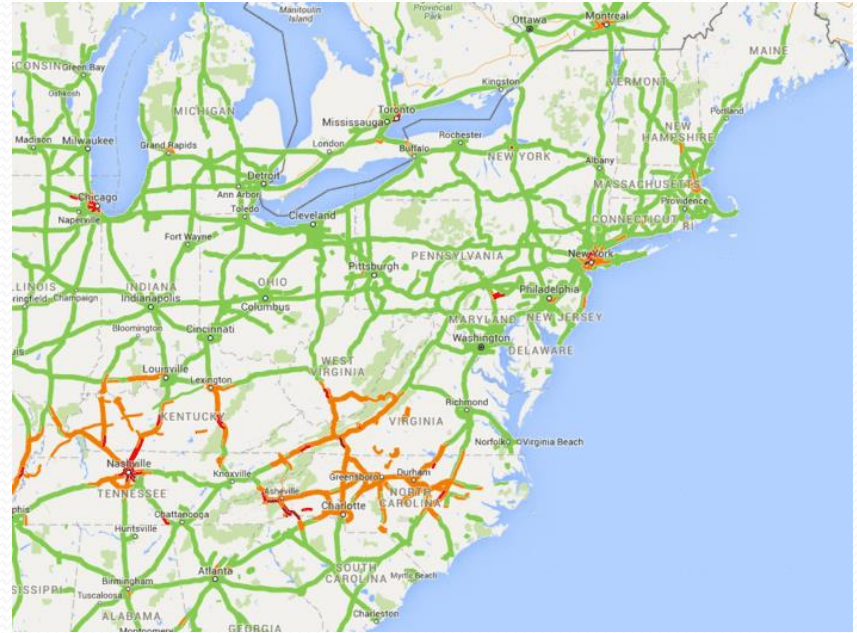 Manitoulin
Island
Provincial
Park
Ottawa
Montreal
MAINE
Green Bay
Oshkosh
Kingston
VERMONT
MICHIGAN
Toronto
Mississauga
Portland
NEW
HAMPSHIRE
Madison
Milwaukee
Grand Rapids
London
Buffalo
Rochester
NEW YORK
Albany
Detroit
Ann Arbor
MASSACHUSETTS
Chicago
Naperville
Toledo
Cleveland
CONNECTICUT
Providence
RI
Fort Wayne
PENNSYLVANIA
New York
Pittsburgh
ILLINOIS
INDIANA
OHIO
Philadelphia
Champaign
Indianapolis
Columbus
MARYLAND
NEW JERSEY
Bloomington
Cincinnati
Washington
DELAWARE
WEST
VIRGINIA
Louisville
Lexington
KENTUCKY
Richmond
VIRGINIA
Norfolk
Virginia Beach
Nashville
Knoxville
Greensboro
Durham
TENNESSEE
Asheville
NORTH
CAROLINA
Charlotte
Chattanooga
Huntsville
Atlanta
SOUTH
CAROLINA
Myrtle Beach
Birmingham
Tuscaloosa
Charleston
ALABAMA
Montgomery
GEORGIA